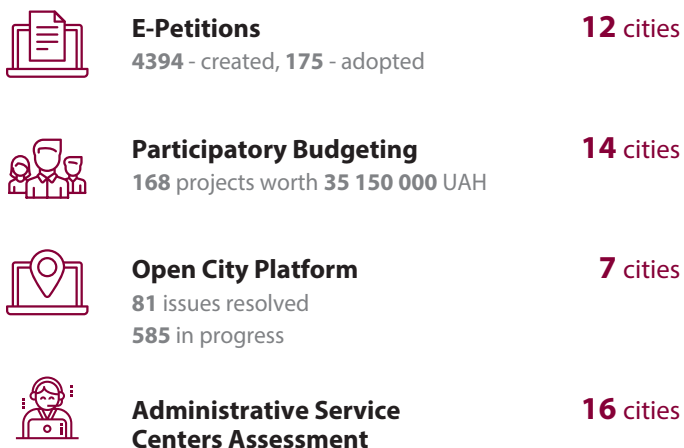 E-Petitions 12 cities
4394 - created, 175 - adopted
Participatory Budgeting 14 cities
168 projects worth 35 150 000 UAH
Open City Platform 7 cities
81 issues resolved
585 in progress
Administrative Service 16 cities
Centers Assessment